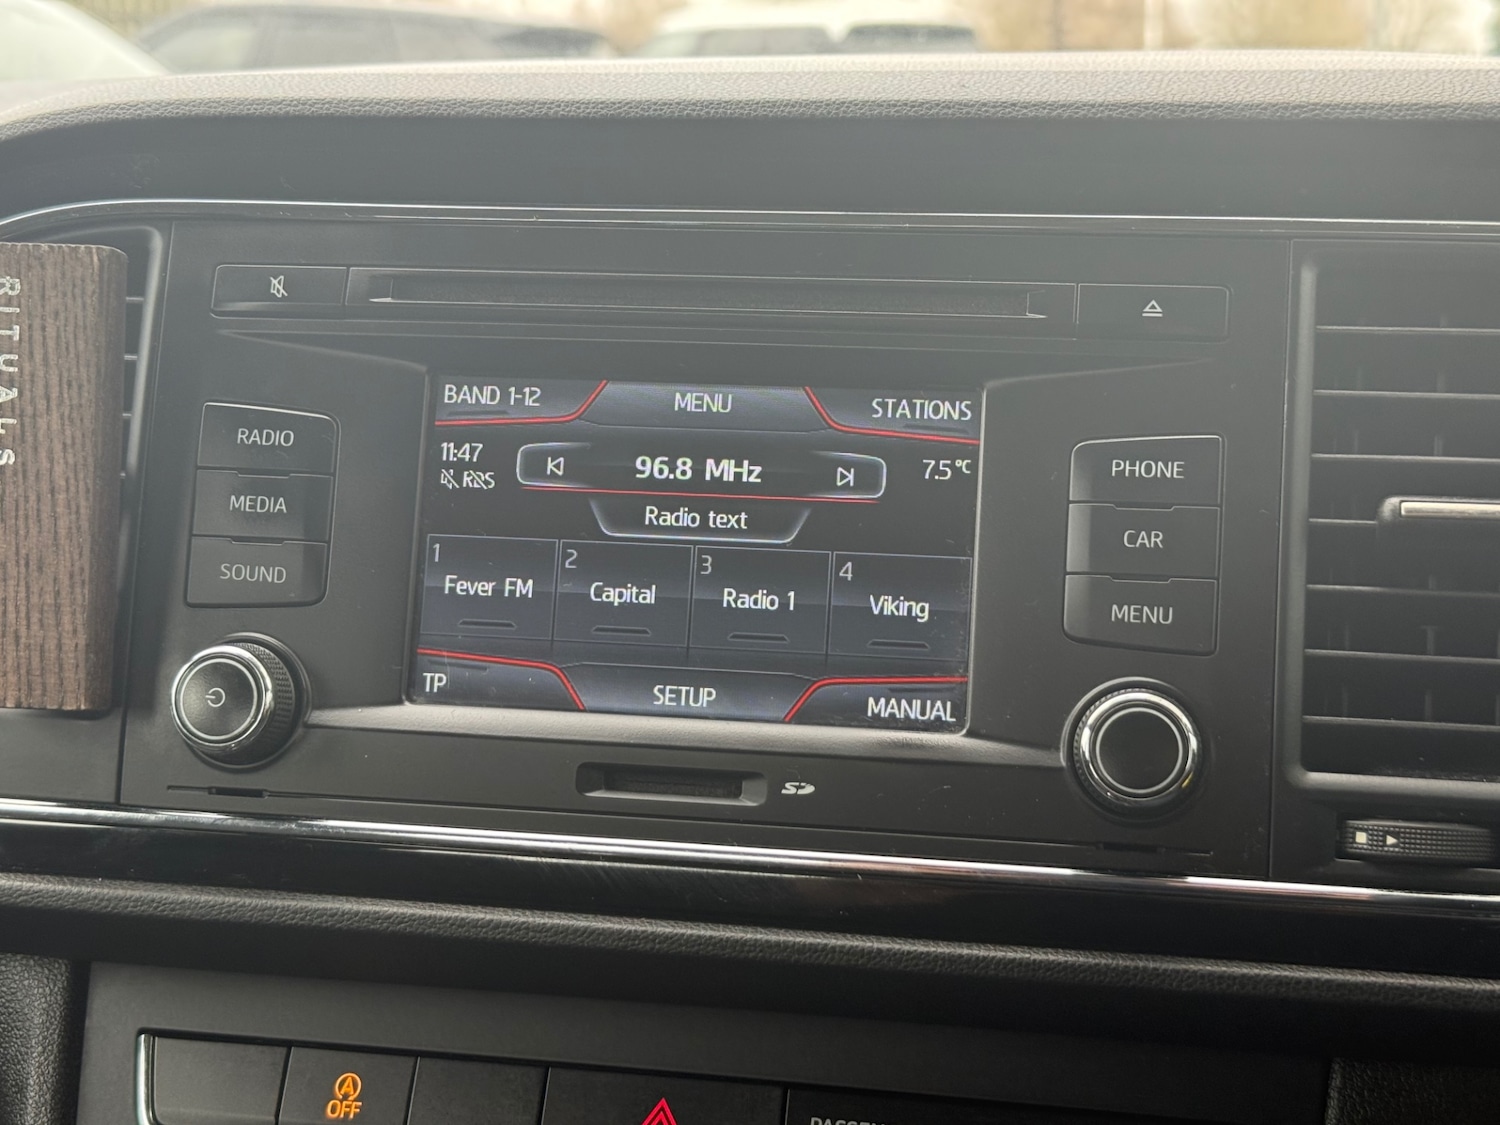 RITUALS
RADIO
MEDIA
SOUND
BAND 1-12
MENU
STATIONS
11:47
RDS
96.8 MHz
7.5°C
Radio text
1
Fever FM
2
Capital
3
Radio 1
4
Viking
TP
SETUP
MANUAL
PHONE
CAR
MENU
SD
A
OFF